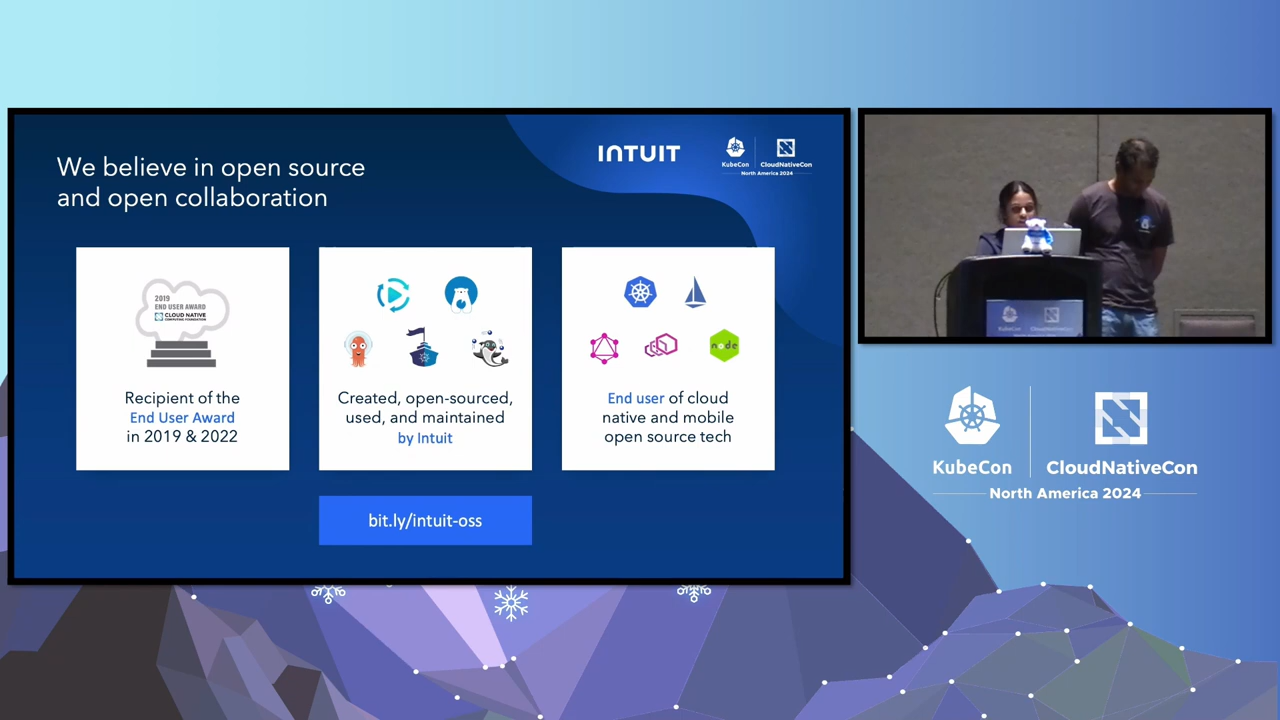 We believe in open source
and open collaboration
INTUIT
KubeCon
CloudNativeCon
North America 2024
2019
END USER AWARD
CLOUD NATIVE
COMPUTING FOUNDATION
Recipient of the
End User Award
in 2019 & 2022
Created, open-sourced,
used, and maintained
by Intuit
node
End user of cloud
native and mobile
open source tech
bit.ly/intuit-oss
KubeCon
CloudNativeCon
North America 2024